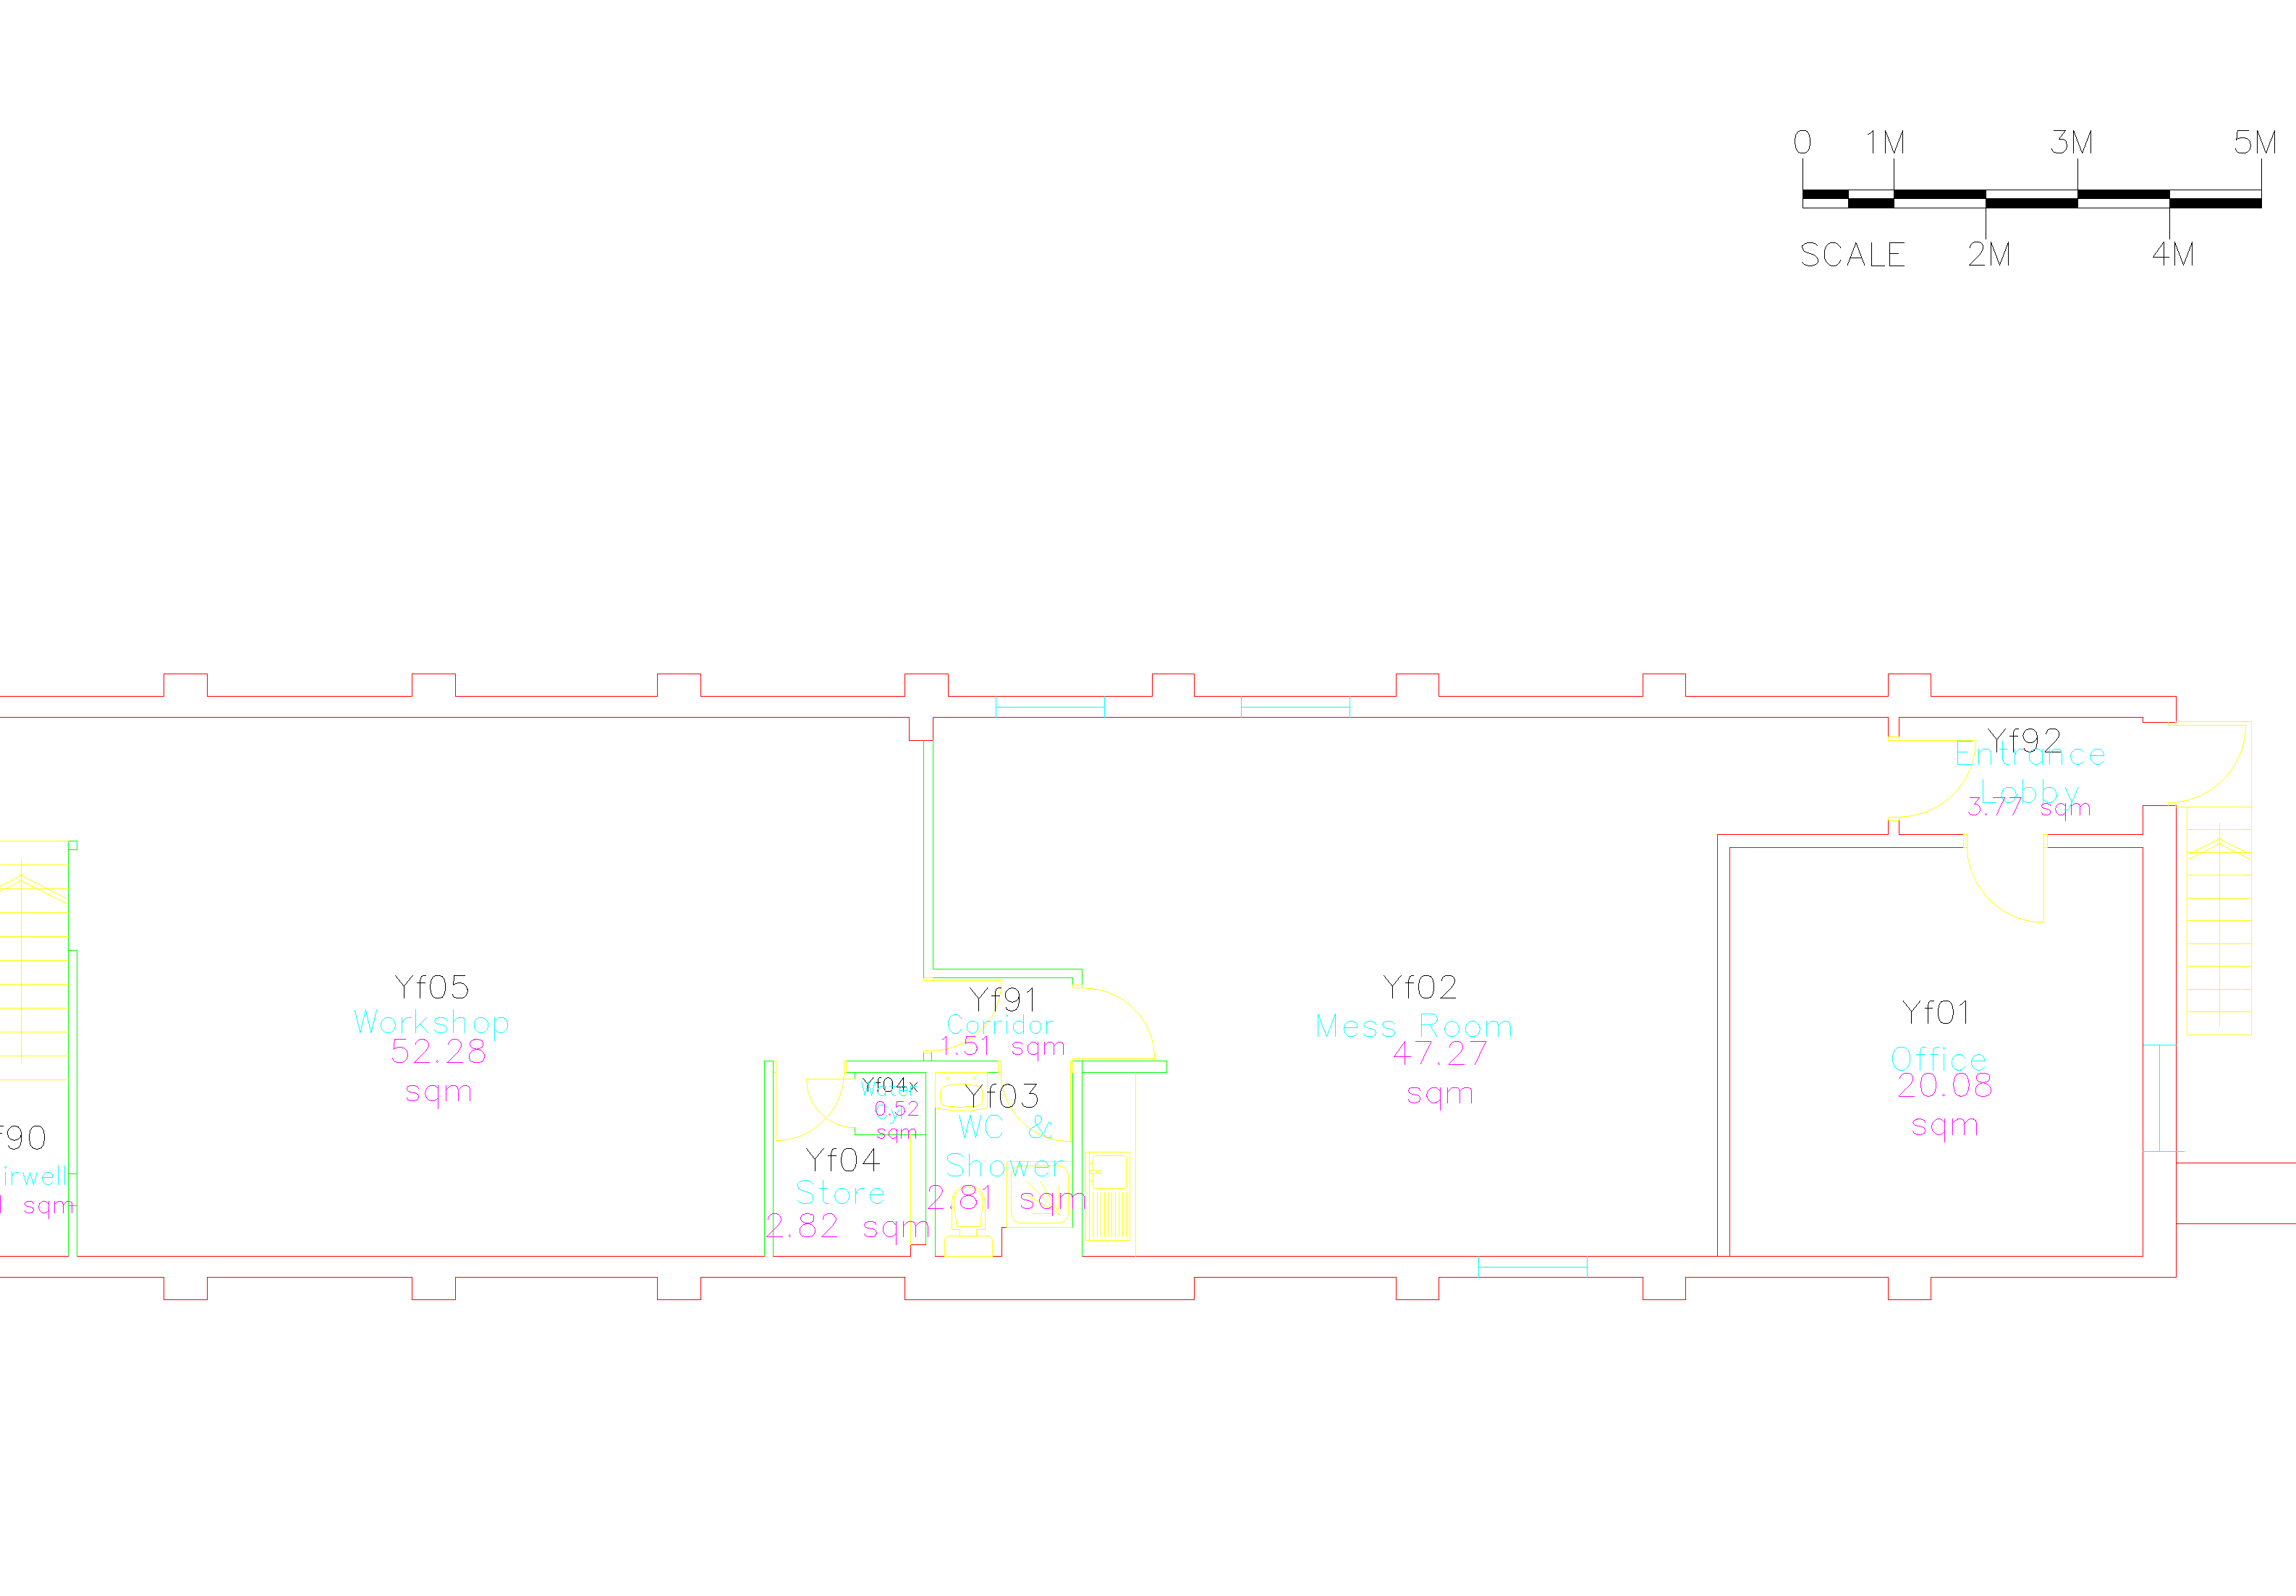 0 1M 3M 5M
SCALE 2M 4M
Yf92
Entrance
Lobby
3.77 sqm
Yf05
Workshop
52.28
sqm
Yf91
Corridor
1.51 sqm
Yf02
Mess Room
47.27
sqm
Yf01
Office
20.08
sqm
Yf04x
Water
Cyl
0.52
sqm
Yf03
WC &
Shower
2.81 sqm
Yf04
Store
2.82 sqm
f90
irwell
sqm